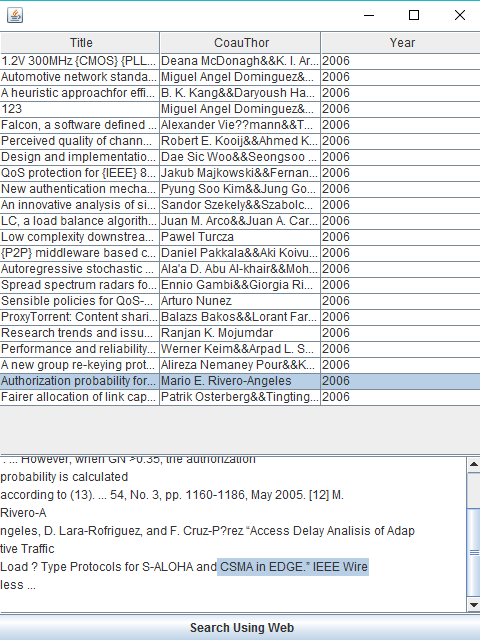 Title CoauThor Year
1.2V 300MHz {CMOS} {PLL... Deana McDonagh&&K. I. Ar... 2006
Automotive network standa... Miguel Angel Dominguez&... 2006
A heuristic approachfor effi... B. K. Kang&&Daryoush Ha... 2006
123 Miguel Angel Dominguez&... 2006
Falcon, a software defined ... Alexander Vie??mann&&T... 2006
Perceived quality of chann... Robert E. Kooij&&Ahmed K... 2006
Design and implementatio... Dae Sic Woo&&Seongsoo ... 2006
QoS protection for {IEEE} 8... Jakub Majkowski&&Fernan... 2006
New authentication mecha... Pyung Soo Kim&&Jung Go... 2006
An innovative analysis of si... Sandor Szekely&&Szabolc... 2006
LC, a load balance algorith... Juan M. Arco&&Juan A. Car... 2006
Low complexity downstrea... Pawel Turcza 2006
{P2P} middleware based c... Daniel Pakkala&&Aki Koivu... 2006
Autoregressive stochastic ... Ala'a D. Abu Al-khair&&Moh... 2006
Spread spectrum radars fo... Ennio Gambi&&Giorgia Ri... 2006
Sensible policies for QoS-... Arturo Nunez 2006
ProxyTorrent: Content shari... Balazs Bakos&&Lorant Far... 2006
Research trends and issu... Ranjan K. Mojumdar 2006
Performance and reliability... Werner Keim&&Arpad L. S... 2006
A new group re-keying prot... Alireza Nemaney Pour&&K... 2006
Authorization probability for... Mario E. Rivero-Angeles 2006
Fairer allocation of link cap... Patrik Osterberg&&Tingting... 2006
. ... However, when GN >0.35, the authorization
probability is calculated
according to (13). ... 54, No. 3, pp. 1160-1186, May 2005. [12] M.
Rivero-A
ngeles, D. Lara-Rofriguez, and F. Cruz-P?rez “Access Delay Analisis of Adap
tive Traffic
Load ? Type Protocols for S-ALOHA and CSMA in EDGE.” IEEE Wire
less ...
Search Using Web